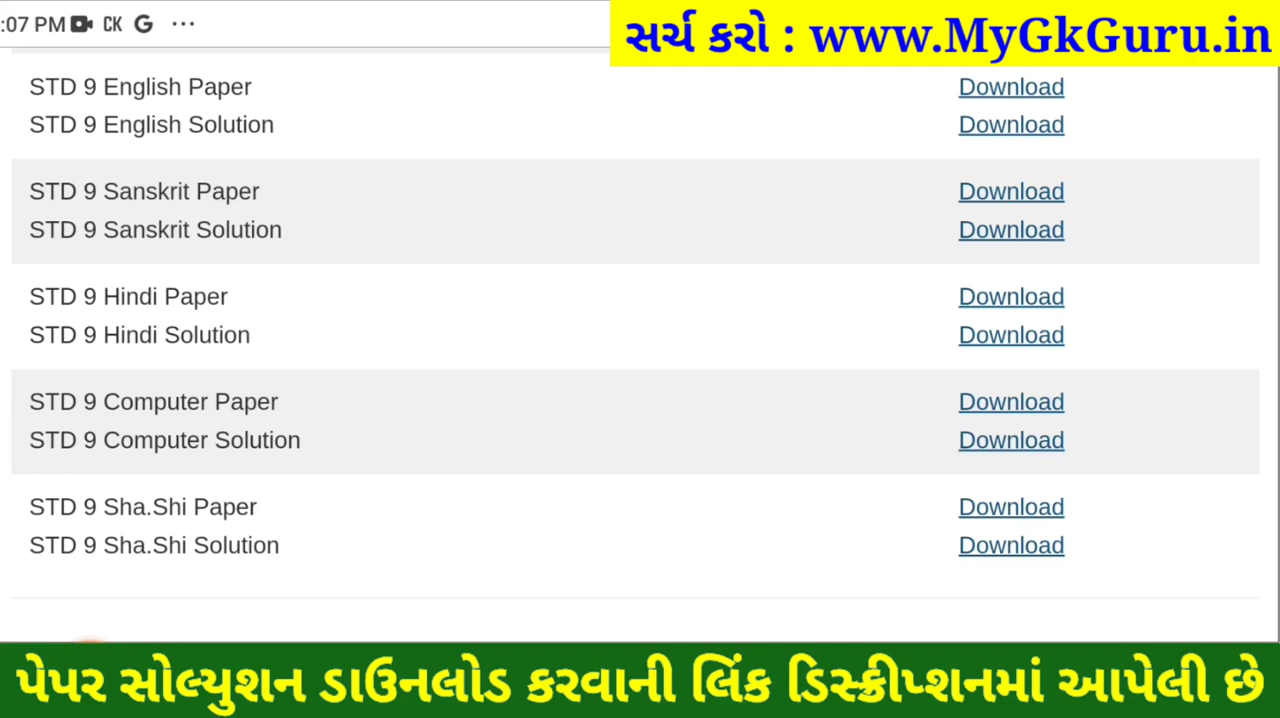 :07 PM CK G ...
સર્ચ કરો : www.MyGkGuru.in
STD 9 English Paper Download
STD 9 English Solution Download
STD 9 Sanskrit Paper Download
STD 9 Sanskrit Solution Download
STD 9 Hindi Paper Download
STD 9 Hindi Solution Download
STD 9 Computer Paper Download
STD 9 Computer Solution Download
STD 9 Sha.Shi Paper Download
STD 9 Sha.Shi Solution Download
પેપર સોલ્યુશન ડાઉનલોડ કરવાની લિંક ડિસ્ક્રીપ્શનમાં આપેલી છે